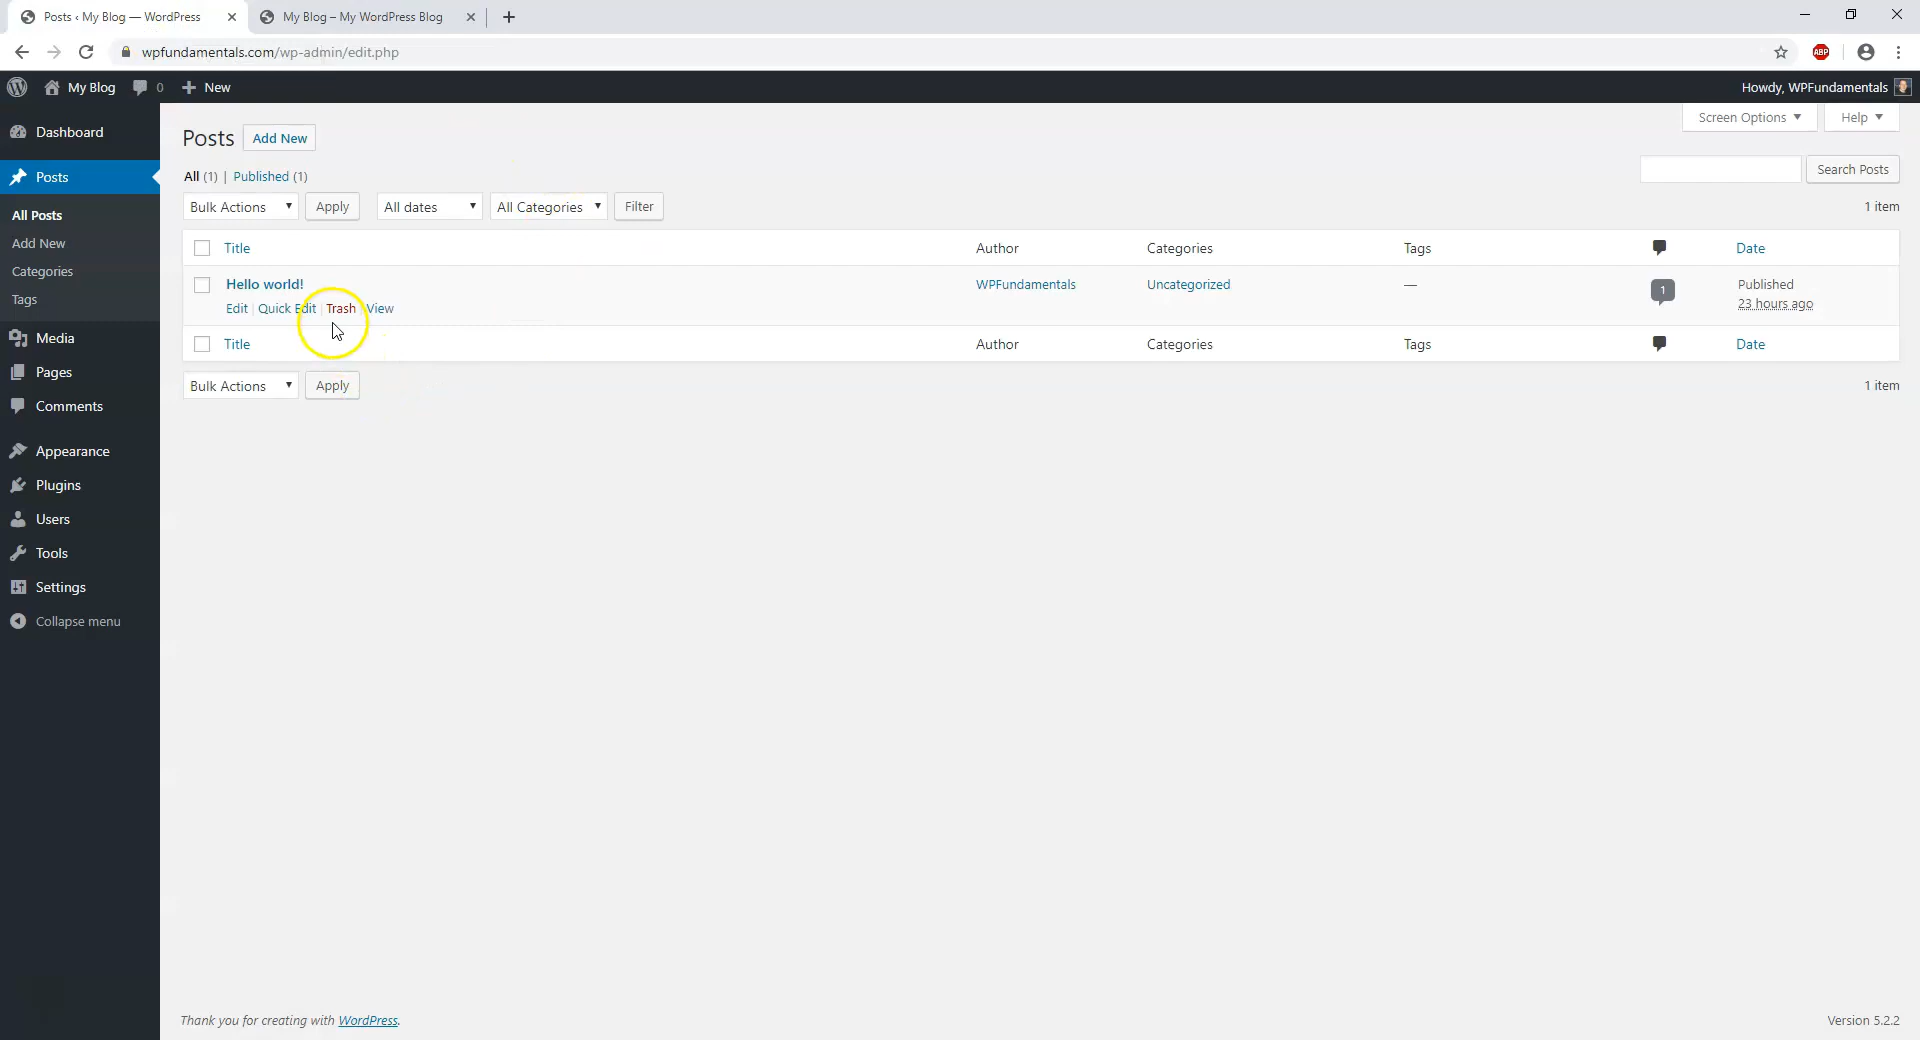 Posts ‹ My Blog — WordPress
My Blog – My WordPress Blog
wpfundamentals.com/wp-admin/edit.php
ABP
My Blog
0
New
Howdy, WPFundamentals
Dashboard
Posts
All Posts
Add New
Categories
Tags
Media
Pages
Comments
Appearance
Plugins
Users
Tools
Settings
Collapse menu
Screen Options
Help
Posts
Add New
All (1) | Published (1)
Search Posts
Bulk Actions
Apply
All dates
All Categories
Filter
1 item
Title
Author
Categories
Tags
Date
Hello world!
WPFundamentals
Uncategorized
—
1
Published
23 hours ago
Edit | Quick Edit | Trash | View
Title
Author
Categories
Tags
Date
Bulk Actions
Apply
1 item
Thank you for creating with WordPress.
Version 5.2.2